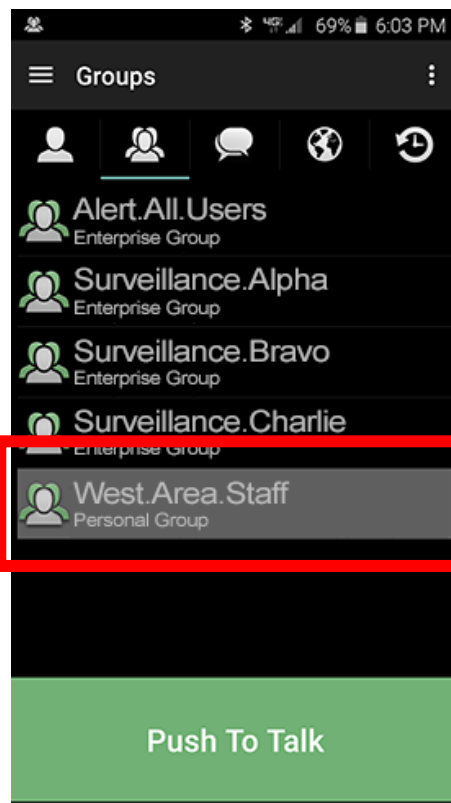 69% 6:03 PM
Groups
Alert.All.Users
Enterprise Group
Surveillance.Alpha
Enterprise Group
Surveillance.Bravo
Enterprise Group
Surveillance.Charlie
Enterprise Group
West.Area.Staff
Personal Group
Push To Talk